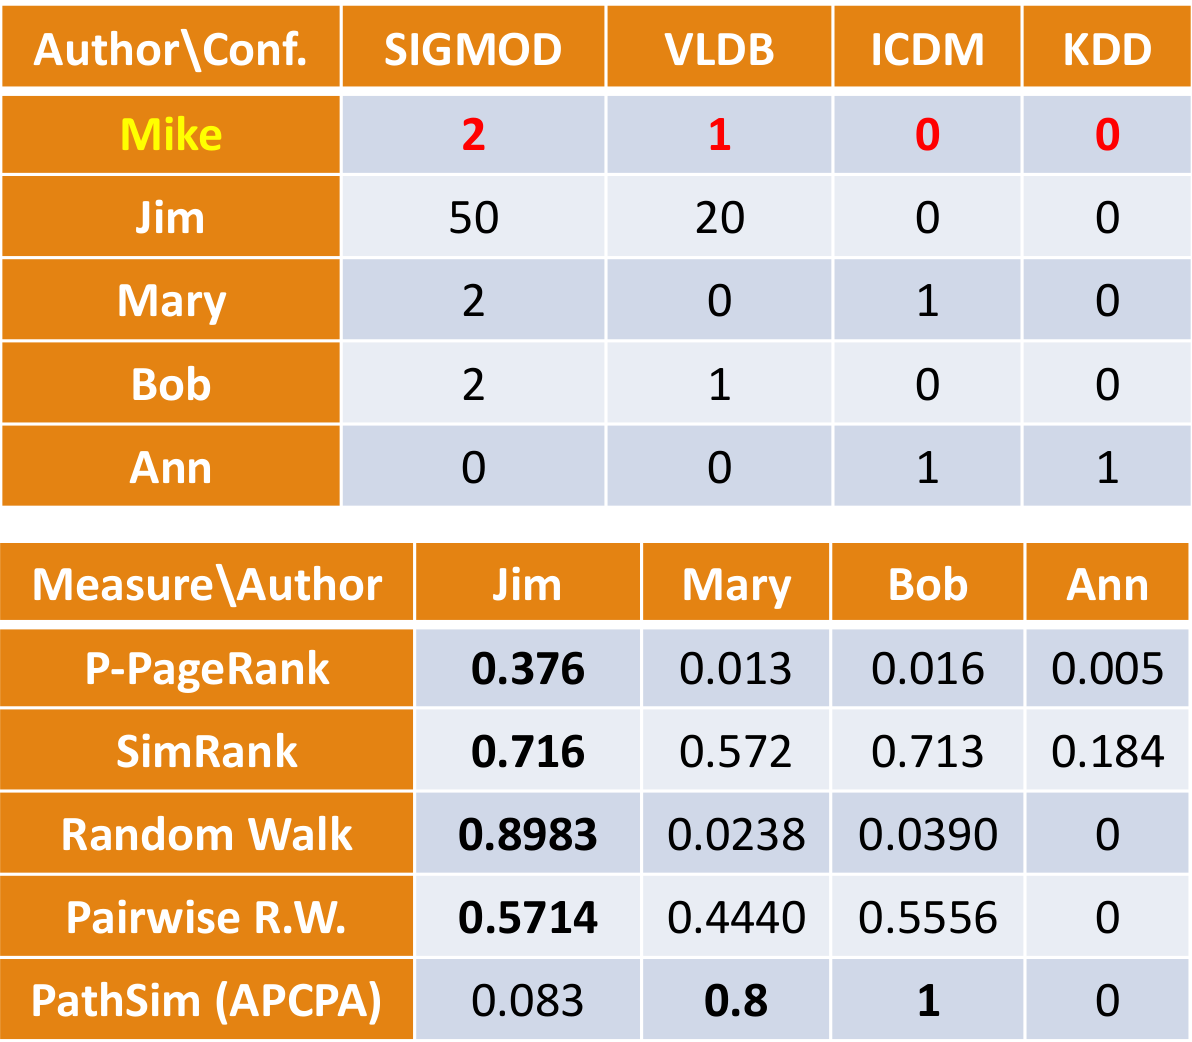 Author\Conf. SIGMOD VLDB ICDM KDD
Mike 2 1 0 0
Jim 50 20 0 0
Mary 2 0 1 0
Bob 2 1 0 0
Ann 0 0 1 1
Measure\Author Jim Mary Bob Ann
P-PageRank 0.376 0.013 0.016 0.005
SimRank 0.716 0.572 0.713 0.184
Random Walk 0.8983 0.0238 0.0390 0
Pairwise R.W. 0.5714 0.4440 0.5556 0
PathSim (APCPA) 0.083 0.8 1 0